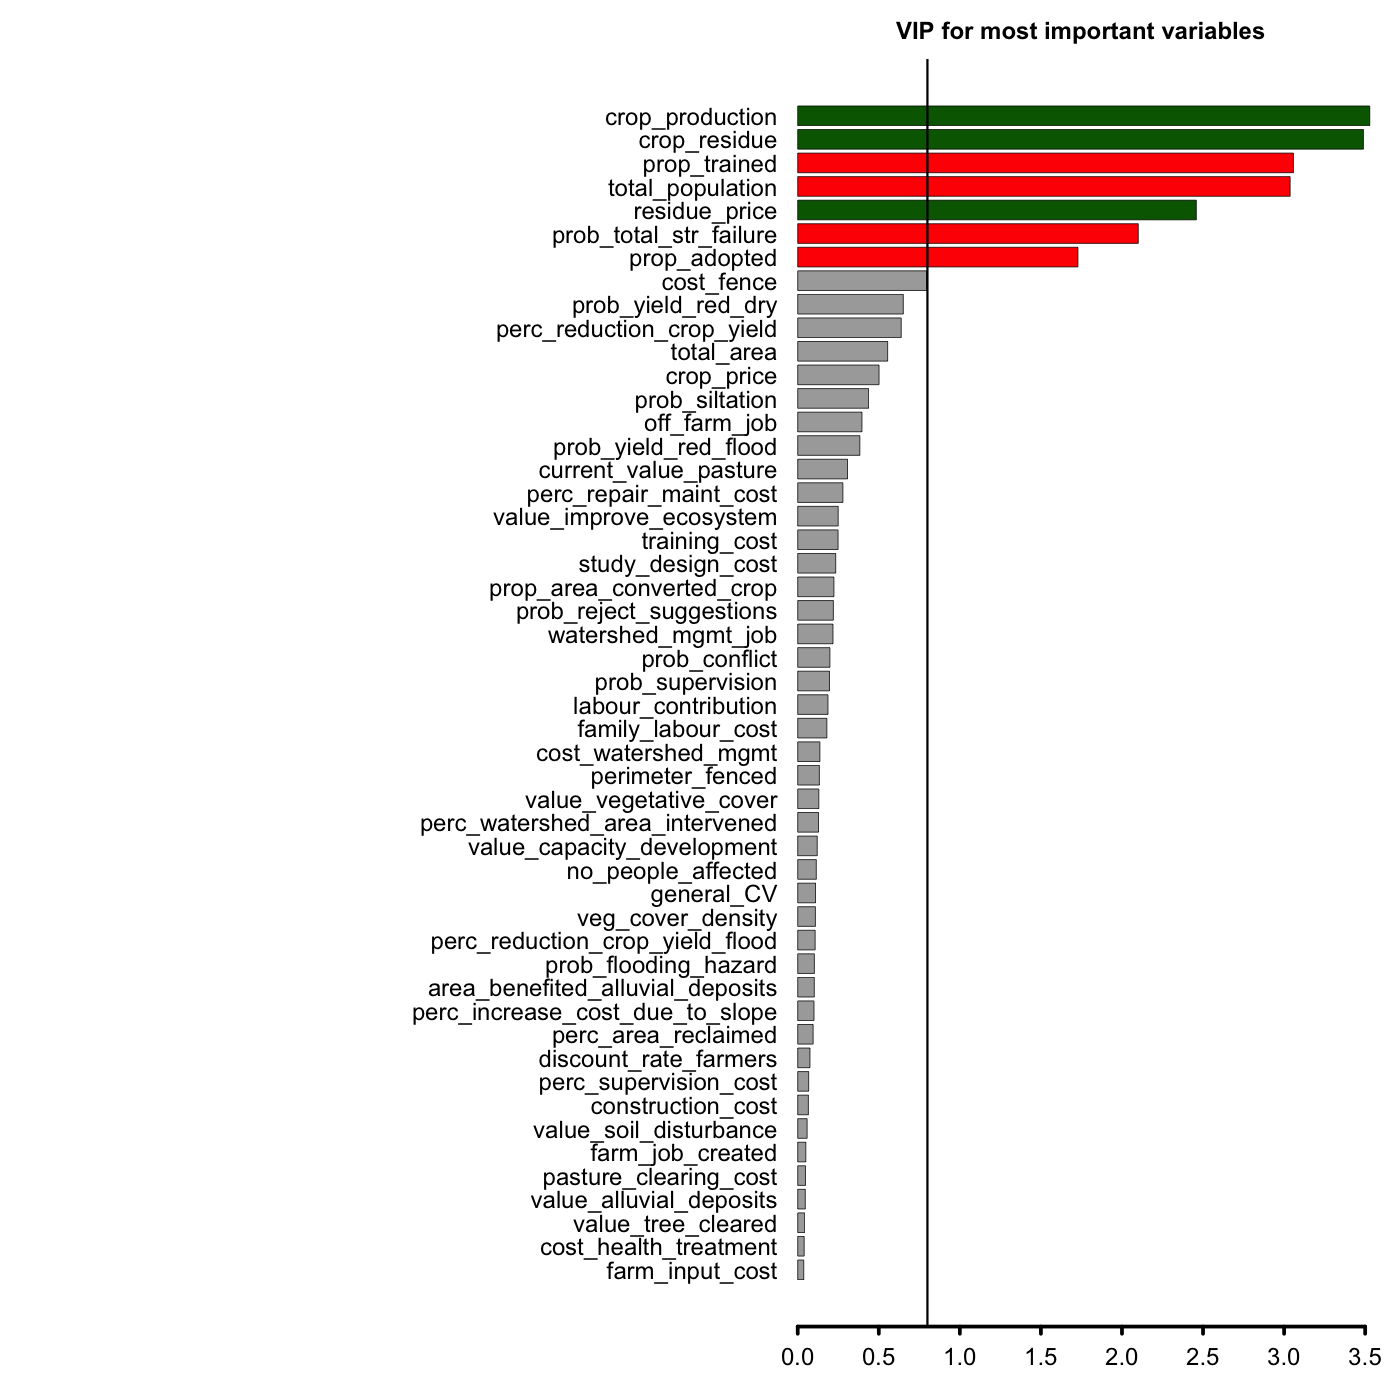 VIP for most important variables
crop_production
crop_residue
prop_trained
total_population
residue_price
prob_total_str_failure
prop_adopted
cost_fence
prob_yield_red_dry
perc_reduction_crop_yield
total_area
crop_price
prob_siltation
off_farm_job
prob_yield_red_flood
current_value_pasture
perc_repair_maint_cost
value_improve_ecosystem
training_cost
study_design_cost
prop_area_converted_crop
prob_reject_suggestions
watershed_mgmt_job
prob_conflict
prob_supervision
labour_contribution
family_labour_cost
cost_watershed_mgmt
perimeter_fenced
value_vegetative_cover
perc_watershed_area_intervened
value_capacity_development
no_people_affected
general_CV
veg_cover_density
perc_reduction_crop_yield_flood
prob_flooding_hazard
area_benefited_alluvial_deposits
perc_increase_cost_due_to_slope
perc_area_reclaimed
discount_rate_farmers
perc_supervision_cost
construction_cost
value_soil_disturbance
farm_job_created
pasture_clearing_cost
value_alluvial_deposits
value_tree_cleared
cost_health_treatment
farm_input_cost
0.0 0.5 1.0 1.5 2.0 2.5 3.0 3.5